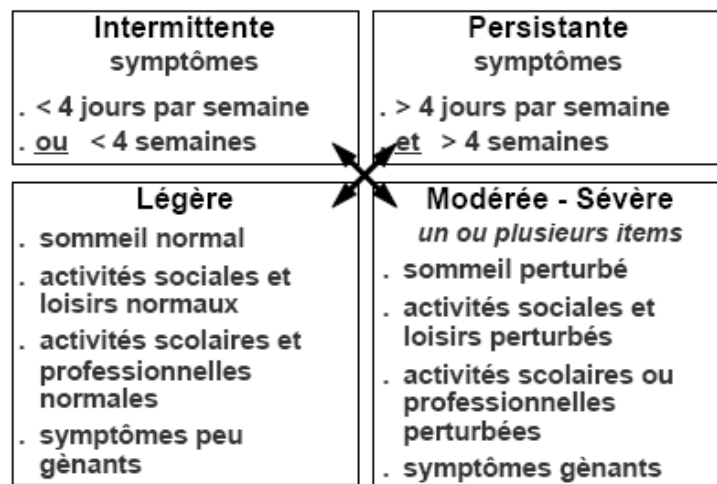 Intermittente
symptômes
. < 4 jours par semaine
. ou < 4 semaines
Persistante
symptômes
. > 4 jours par semaine
. et > 4 semaines
Légère
. sommeil normal
. activités sociales et
loisirs normaux
. activités scolaires et
professionnelles
normales
. symptômes peu
gènants
Modérée - Sévère
un ou plusieurs items
. sommeil perturbé
. activités sociales et
loisirs perturbés
. activités scolaires ou
professionnelles
perturbées
. symptômes gènants